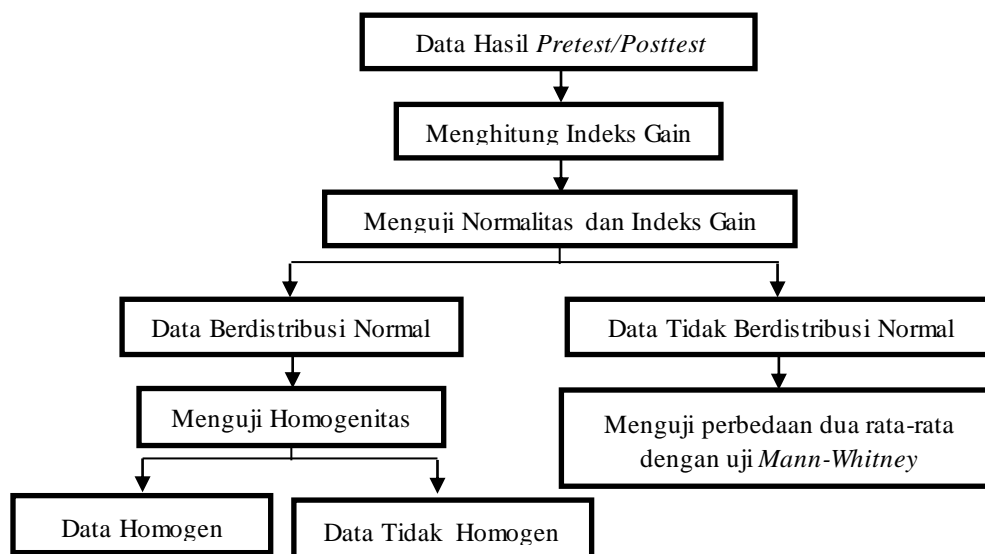 Data Hasil Pretest/Posttest
Menghitung Indeks Gain
Menguji Normalitas dan Indeks Gain
Data Berdistribusi Normal
Data Tidak Berdistribusi Normal
Menguji Homogenitas
Menguji perbedaan dua rata-rata
dengan uji Mann-Whitney
Data Homogen
Data Tidak Homogen